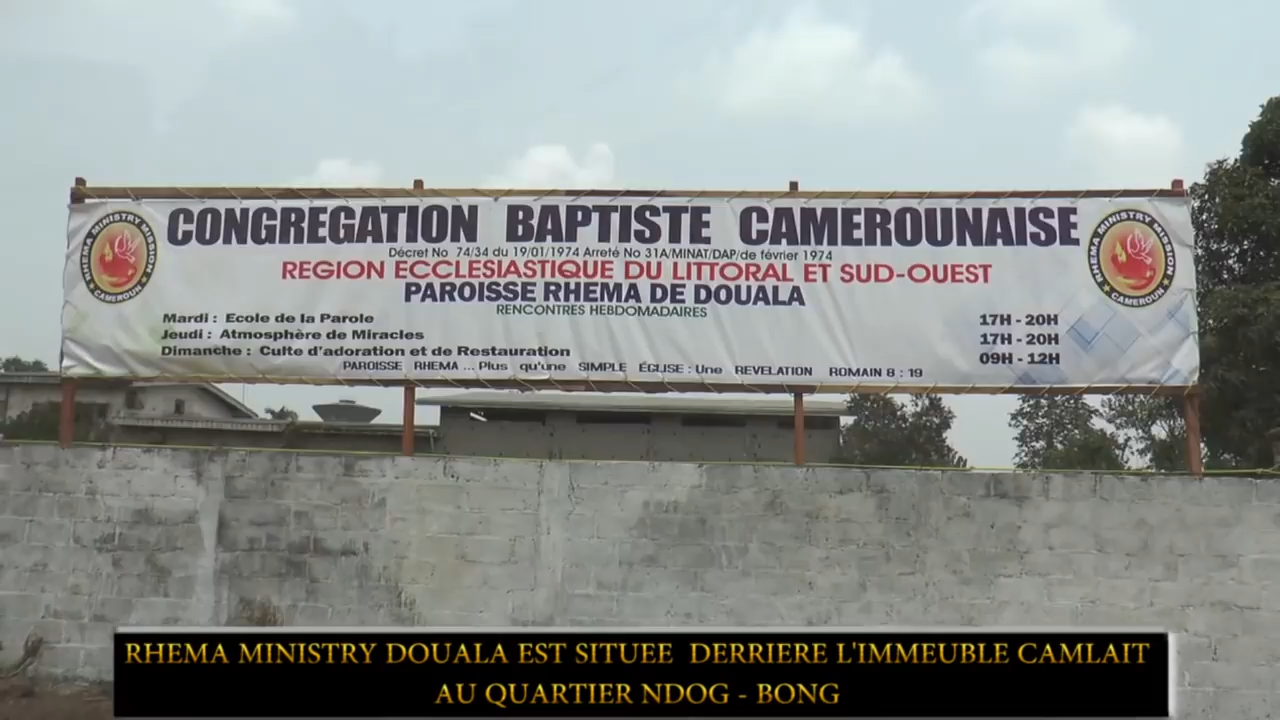 CONGREGATION BAPTISTE CAMEROUNAISE
Décret No 74/34 du 19/01/1974 Arreté No 31A/MINAT/DAP/de février 1974
REGION ECCLESIASTIQUE DU LITTORAL ET SUD-OUEST
PAROISSE RHEMA DE DOUALA
RENCONTRES HEBDOMADAIRES
Mardi : Ecole de la Parole 17H - 20H
Jeudi : Atmosphère de Miracles 17H - 20H
Dimanche : Culte d'adoration et de Restauration 09H - 12H
PAROISSE RHEMA ... Plus qu'une SIMPLE ÉGLISE : Une REVELATION ROMAIN 8 : 19
RHEMA MINISTRY MISSION
CAMEROUN
RHEMA MINISTRY MISSION
CAMEROUN
RHEMA MINISTRY DOUALA EST SITUEE DERRIERE L'IMMEUBLE CAMLAIT
AU QUARTIER NDOG - BONG